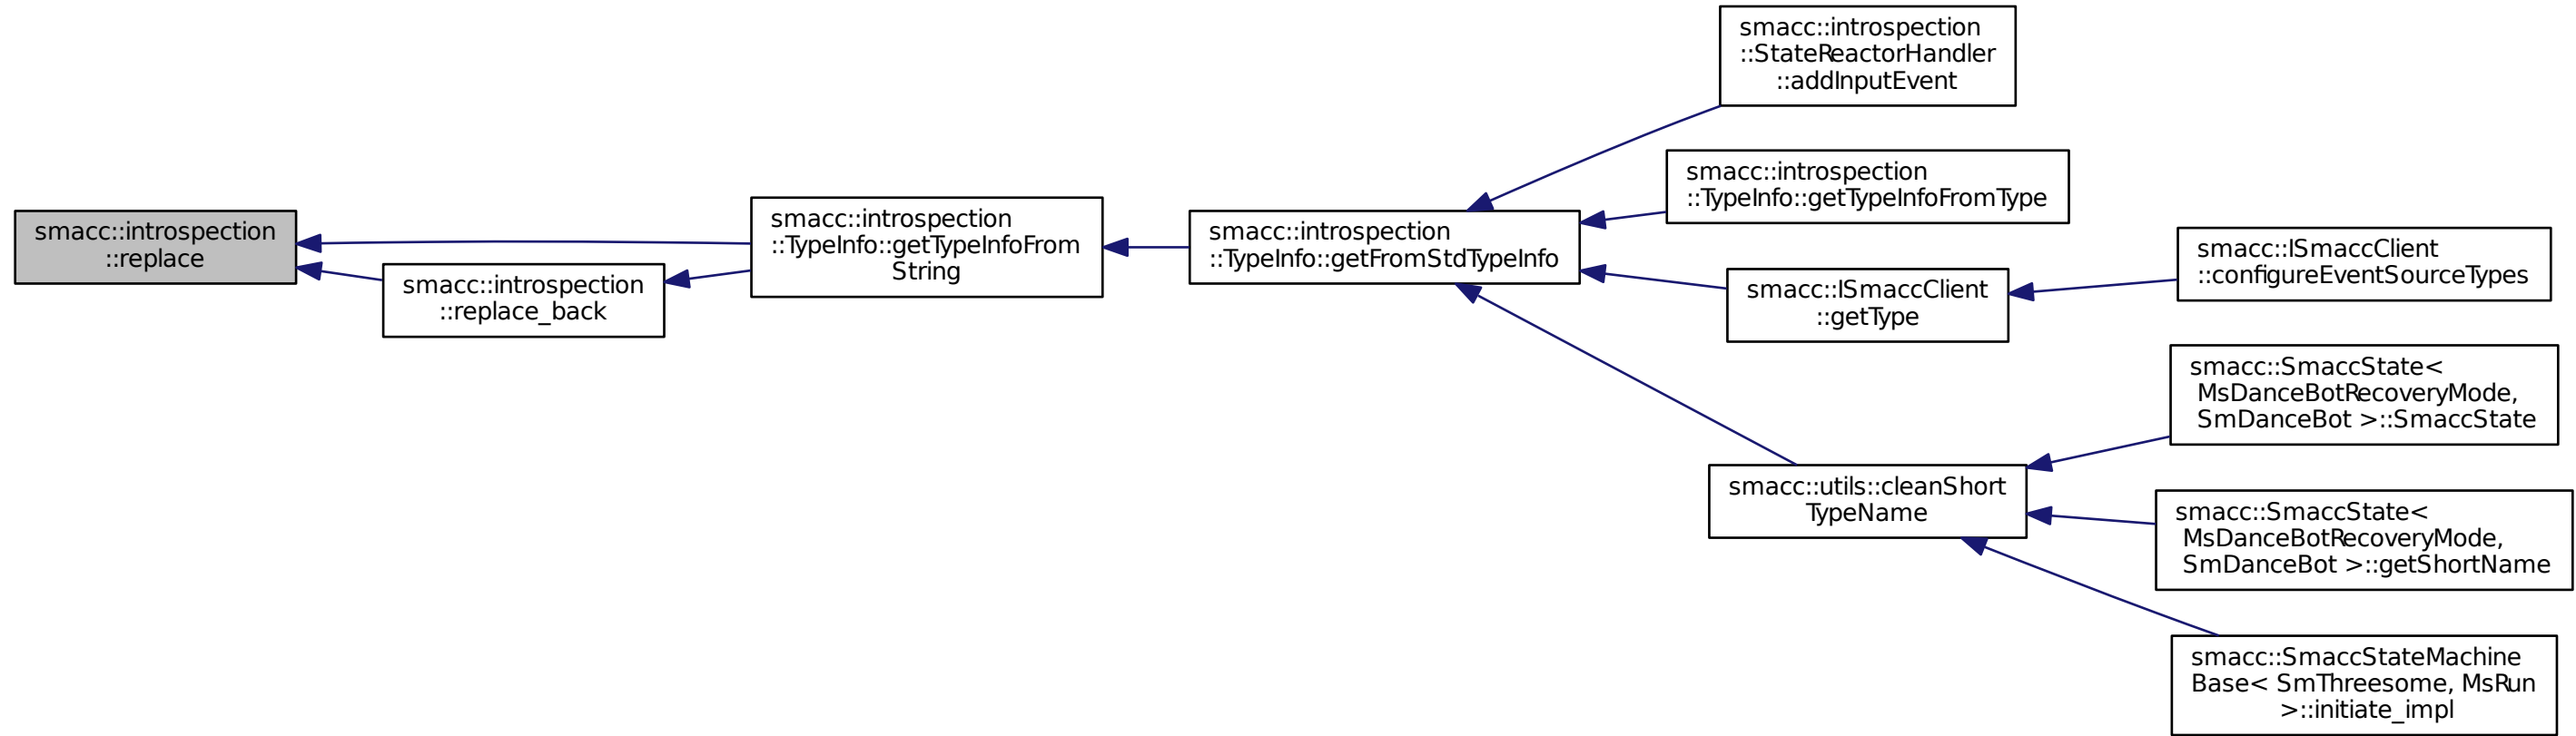 smacc::introspection
::replace
smacc::introspection
::replace_back
smacc::introspection
::TypeInfo::getTypeInfoFrom
String
smacc::introspection
::TypeInfo::getFromStdTypeInfo
smacc::introspection
::StateReactorHandler
::addInputEvent
smacc::introspection
::TypeInfo::getTypeInfoFromType
smacc::ISmaccClient
::getType
smacc::ISmaccClient
::configureEventSourceTypes
smacc::utils::cleanShort
TypeName
smacc::SmaccState<
MsDanceBotRecoveryMode,
SmDanceBot >::SmaccState
smacc::SmaccState<
MsDanceBotRecoveryMode,
SmDanceBot >::getShortName
smacc::SmaccStateMachine
Base< SmThreesome, MsRun
>::initiate_impl